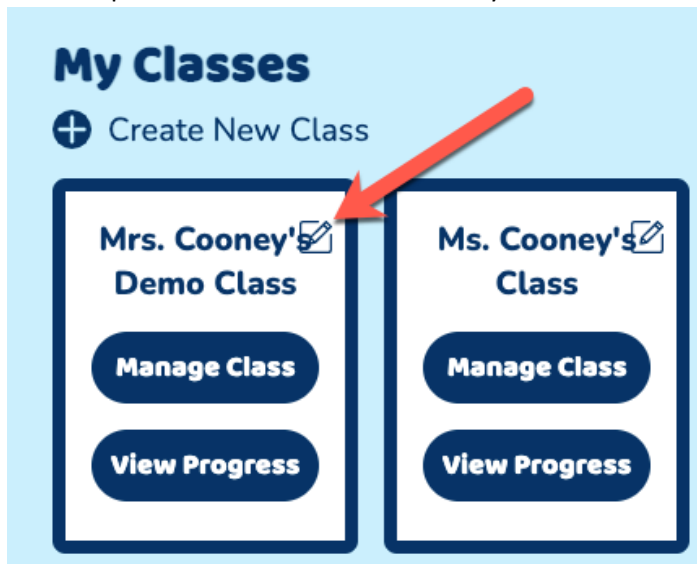 My Classes
Create New Class
Mrs. Cooney's
Demo Class
Manage Class
View Progress
Ms. Cooney's
Class
Manage Class
View Progress